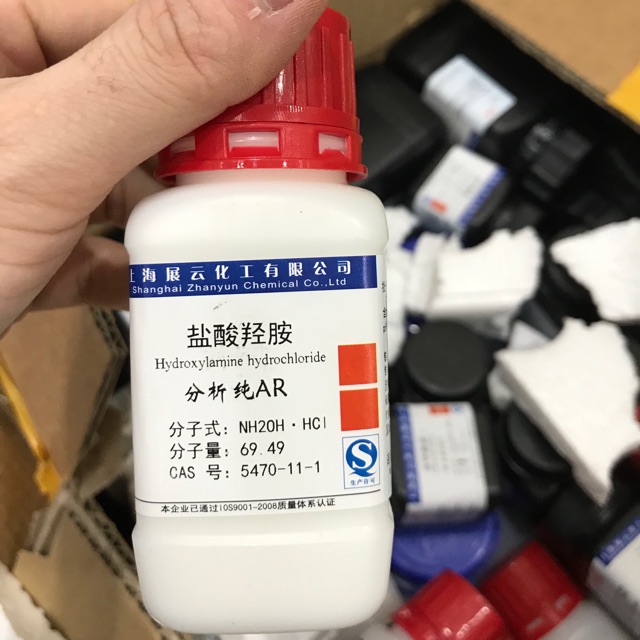 上海展云化工有限公司
Shanghai Zhanyun Chemical Co.,Ltd
盐酸羟胺
Hydroxylamine hydrochloride
分析纯AR
分子式: NH2OH·HCl
分子量: 69.49
CAS 号: 5470-11-1
生产许可
本企业已通过IOS9001-2008质量体系认证